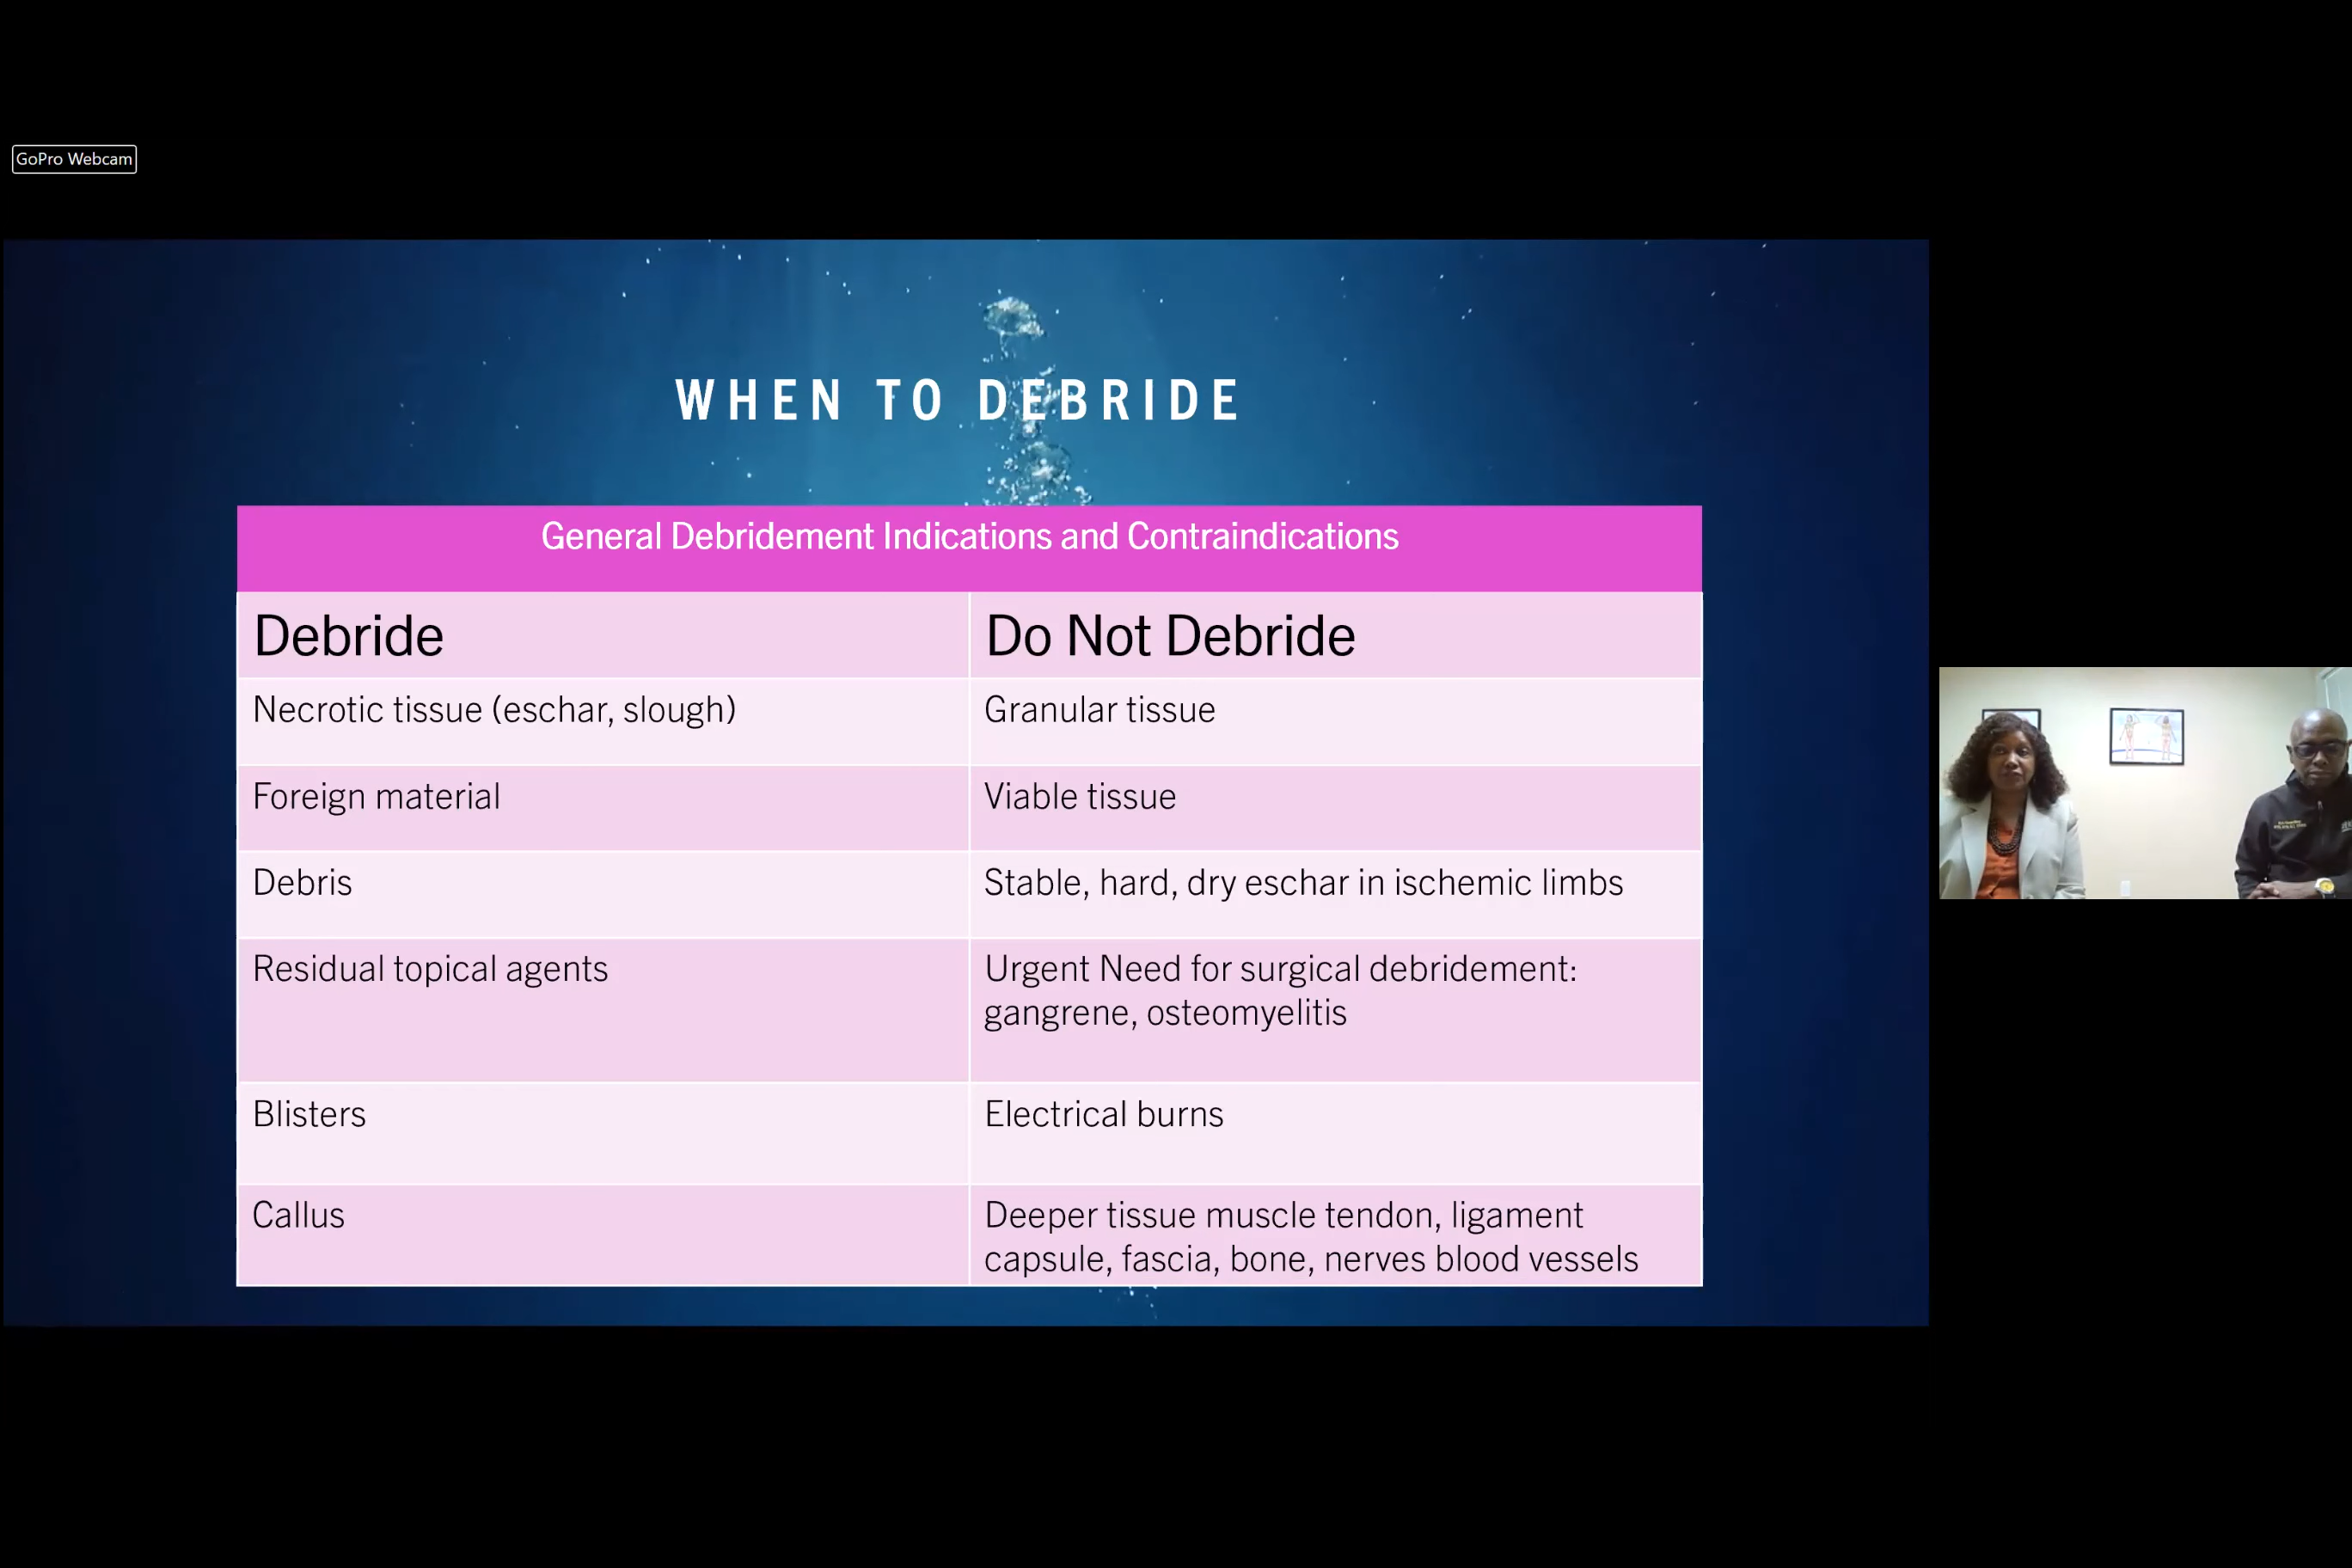 GoPro Webcam
WHEN TO DEBRIDE
General Debridement Indications and Contraindications
Debride
Do Not Debride
Necrotic tissue (eschar, slough)
Granular tissue
Foreign material
Viable tissue
Debris
Stable, hard, dry eschar in ischemic limbs
Residual topical agents
Urgent Need for surgical debridement:
gangrene, osteomyelitis
Blisters
Electrical burns
Callus
Deeper tissue muscle tendon, ligament
capsule, fascia, bone, nerves blood vessels